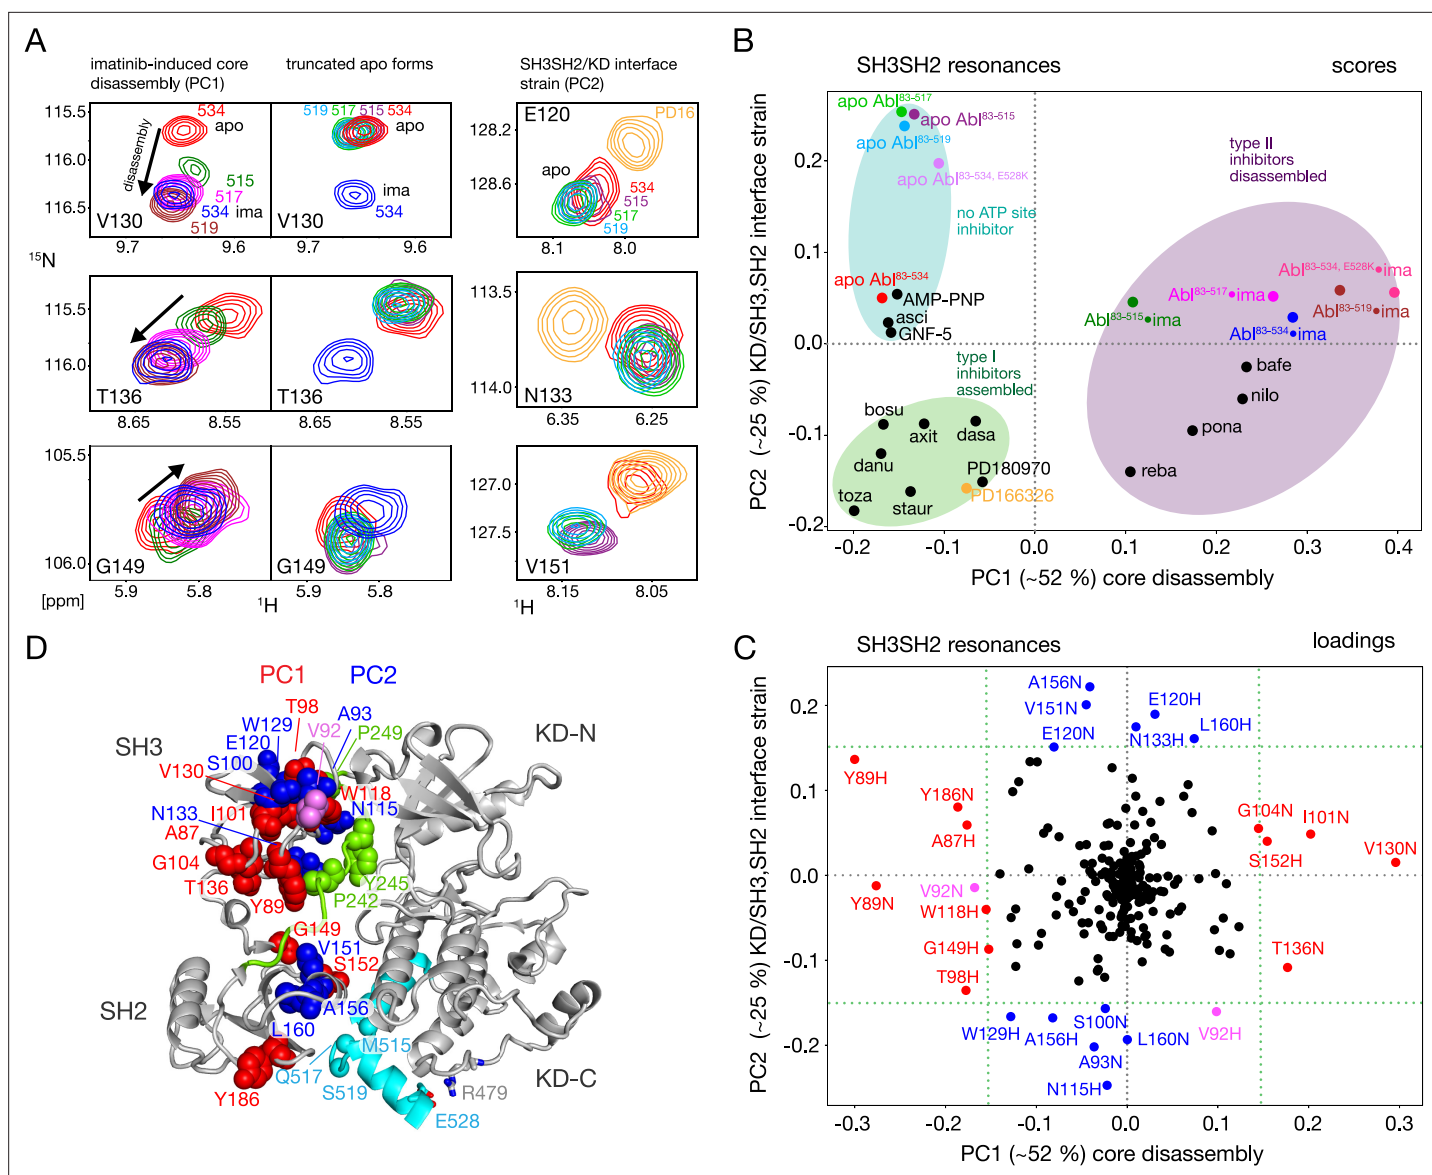 A
imatinib-induced core
disassembly (PC1)
truncated apo forms
SH3SH2/KD interface
strain (PC2)
115.5
116.0
116.5
534
apo
disassembly
515
517
534 ima
519
V130
9.7
9.6
519 517 515 534
apo
ima
534
V130
9.7
9.6
E120
PD16
128.2
128.6
apo
534
515
517
519
8.1
8.0
15N
115.5
116.0
T136
8.65
8.55
T136
8.65
8.55
113.5
114.0
N133
6.35
6.25
105.5
106.0
G149
5.9
5.8
G149
5.9
5.8
127.0
127.5
V151
8.15
8.05
[ppm]
1H
1H
B
SH3SH2 resonances
scores
PC2 (~25 %) KD/SH3,SH2 interface strain
0.2
0.1
0.0
-0.1
-0.2
apo Abl83-517
apo Abl83-515
apo Abl83-519
apo Abl83-534, E528K
no ATP site
inhibitor
apo Abl83-534
AMP-PNP
asci
GNF-5
type II
inhibitors
disassembled
Abl83-534, E528K•ima
Abl83-517•ima
Abl83-519•ima
Abl83-515•ima
Abl83-534•ima
bafe
nilo
pona
reba
type I
inhibitors
assembled
bosu
axit
dasa
danu
PD180970
toza
PD166326
staur
-0.2
-0.1
0.0
0.1
0.2
0.3
0.4
PC1 (~52 %) core disassembly
D
PC1
PC2
T98
A93
W129
V92
P249
SH3
E120
KD-N
S100
V130
W118
I101
N115
N133
A87
G104
T136
Y245
Y89
P242
G149
V151
S152
SH2
A156
L160
M515
Q517
KD-C
S519
R479
Y186
E528
C
SH3SH2 resonances
loadings
PC2 (~25 %) KD/SH3,SH2 interface strain
0.2
0.1
0.0
-0.1
-0.2
A156N
V151N
E120H
E120N
L160H
N133H
Y89H
Y186N
A87H
G104N
I101N
S152H
V130N
Y89N
V92N
W118H
G149H
T136N
T98H
W129H
A156H
S100N
L160N
V92H
A93N
N115H
-0.3
-0.2
-0.1
0.0
0.1
0.2
0.3
PC1 (~52 %) core disassembly